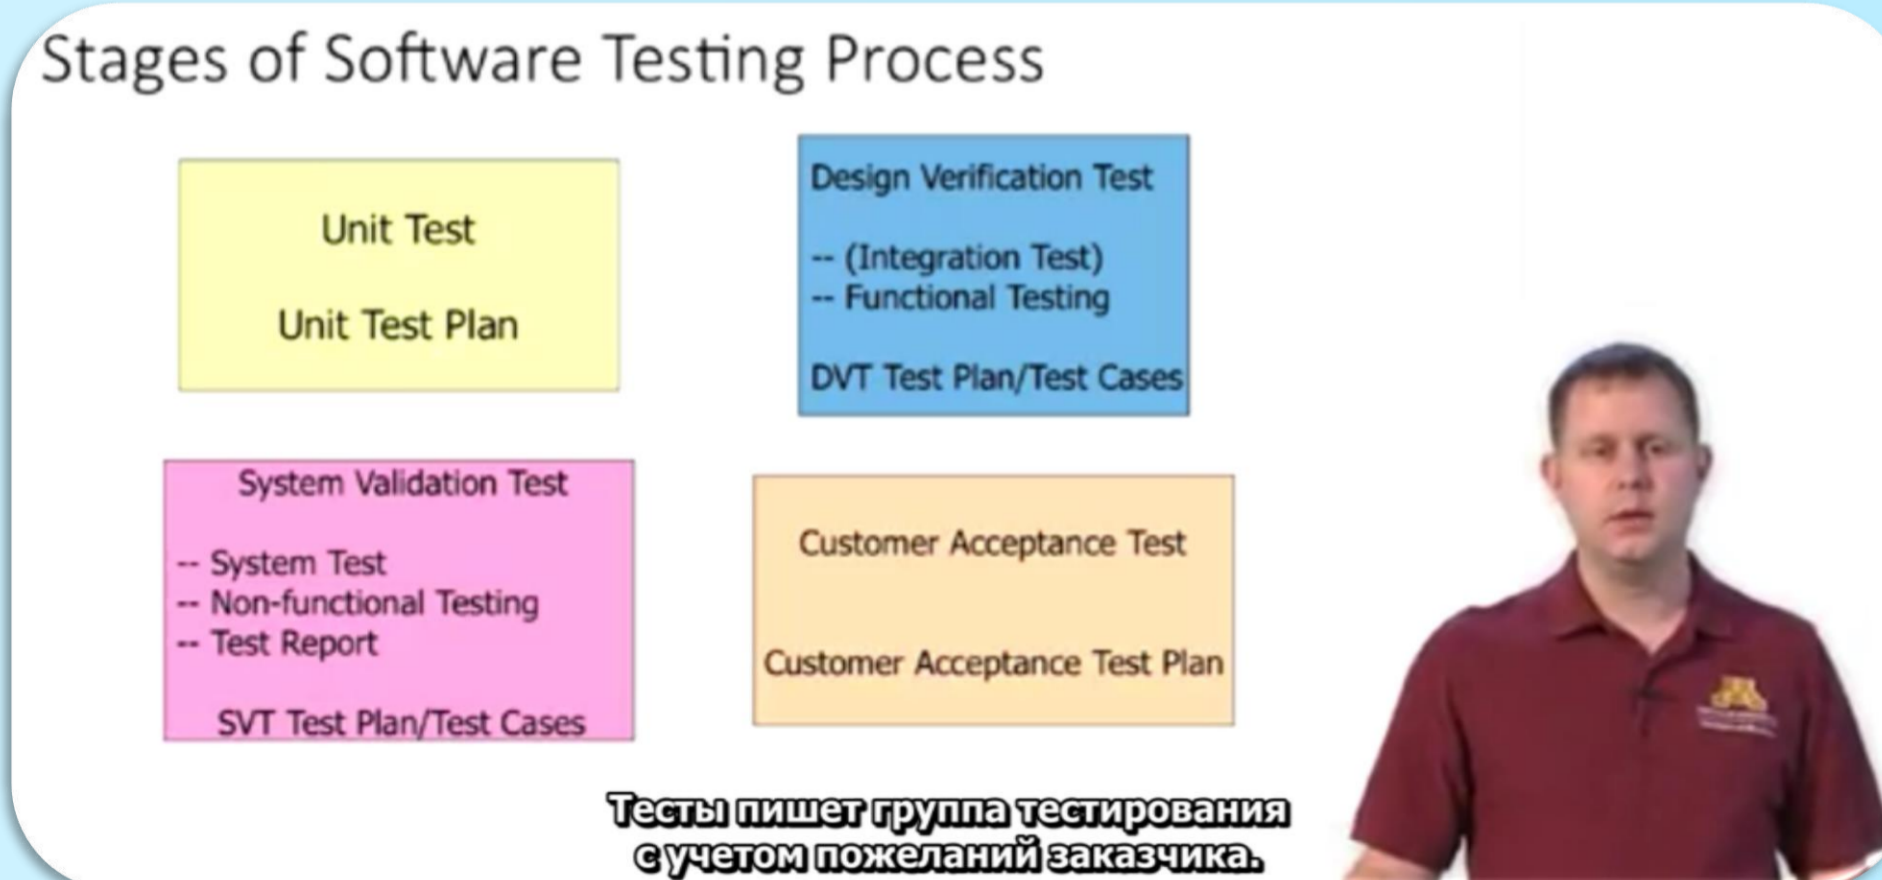 Stages of Software Testing Process
Unit Test
Unit Test Plan
Design Verification Test
-- (Integration Test)
-- Functional Testing
DVT Test Plan/Test Cases
System Validation Test
-- System Test
-- Non-functional Testing
-- Test Report
SVT Test Plan/Test Cases
Customer Acceptance Test
Customer Acceptance Test Plan
Тесты пишет группа тестирования
с учетом пожеланий заказчика.